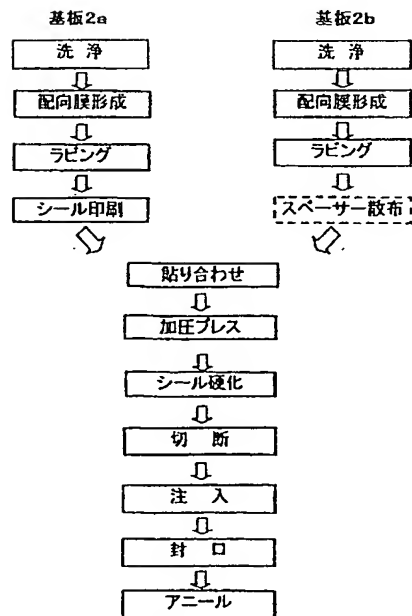 基板2a
基板2b
洗浄
洗浄
配向膜形成
配向膜形成
ラビング
ラビング
シール印刷
スペーサー散布
貼り合わせ
加圧プレス
シール硬化
切断
注入
封口
アニール